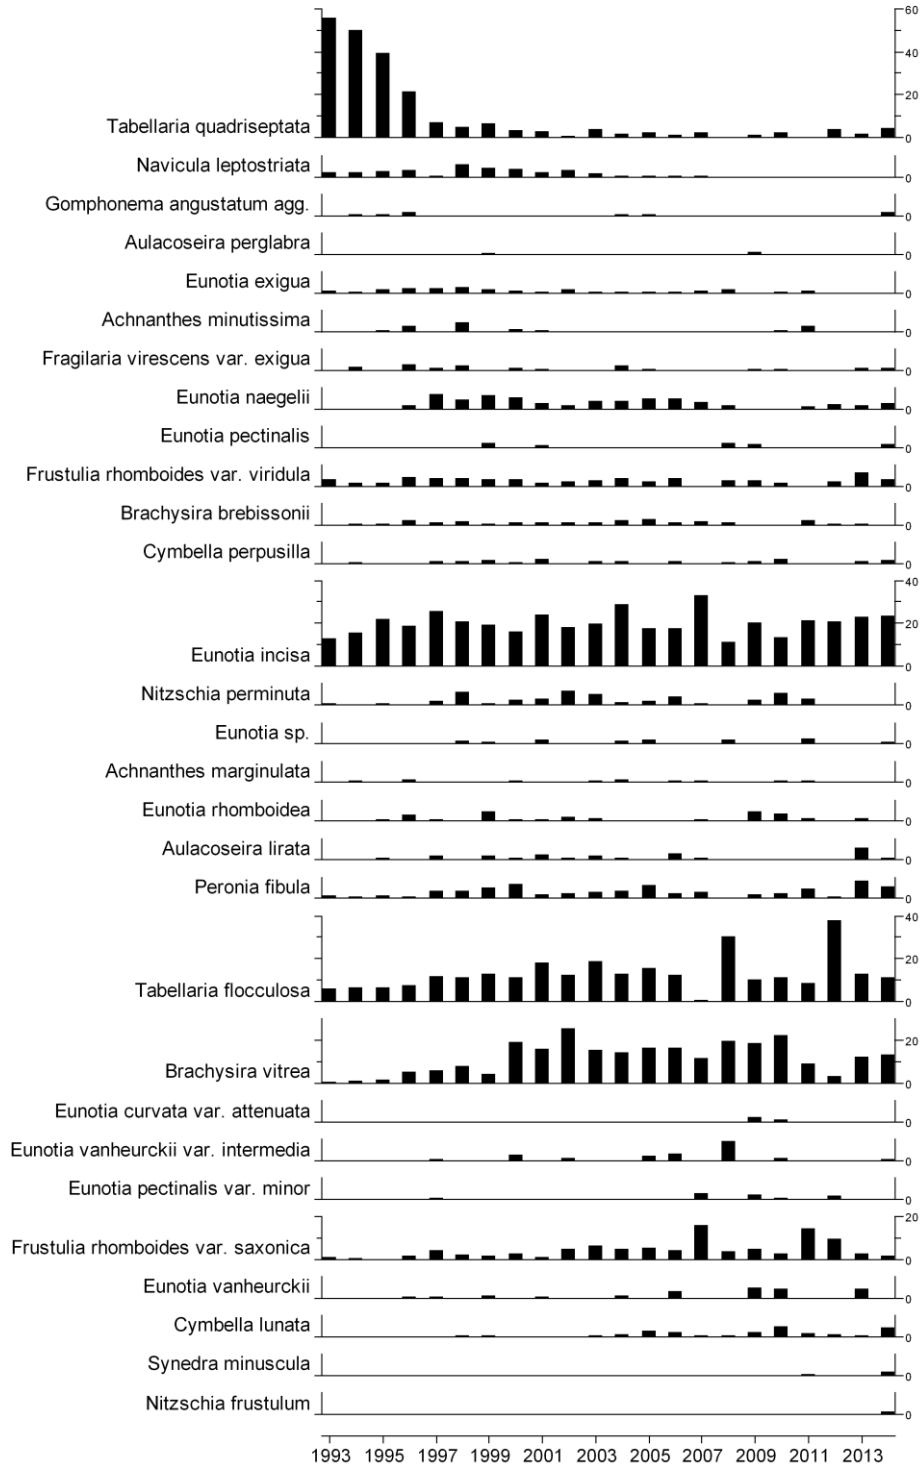 60
40
20
Tabellaria quadriseptata 0
Navicula leptostriata 0
Gomphonema angustatum agg. 0
Aulacoseira perglabra 0
Eunotia exigua 0
Achnanthes minutissima 0
Fragilaria virescens var. exigua 0
Eunotia naegelii 0
Eunotia pectinalis 0
Frustulia rhomboides var. viridula 0
Brachysira brebissonii 0
Cymbella perpusilla 0
40
20
Eunotia incisa 0
Nitzschia perminuta 0
Eunotia sp. 0
Achnanthes marginulata 0
Eunotia rhomboidea 0
Aulacoseira lirata 0
Peronia fibula 0
40
20
Tabellaria flocculosa 0
20
Brachysira vitrea 0
Eunotia curvata var. attenuata 0
Eunotia vanheurckii var. intermedia 0
Eunotia pectinalis var. minor 0
20
Frustulia rhomboides var. saxonica 0
Eunotia vanheurckii 0
Cymbella lunata 0
Synedra minuscula 0
Nitzschia frustulum 0
1993 1995 1997 1999 2001 2003 2005 2007 2009 2011 2013